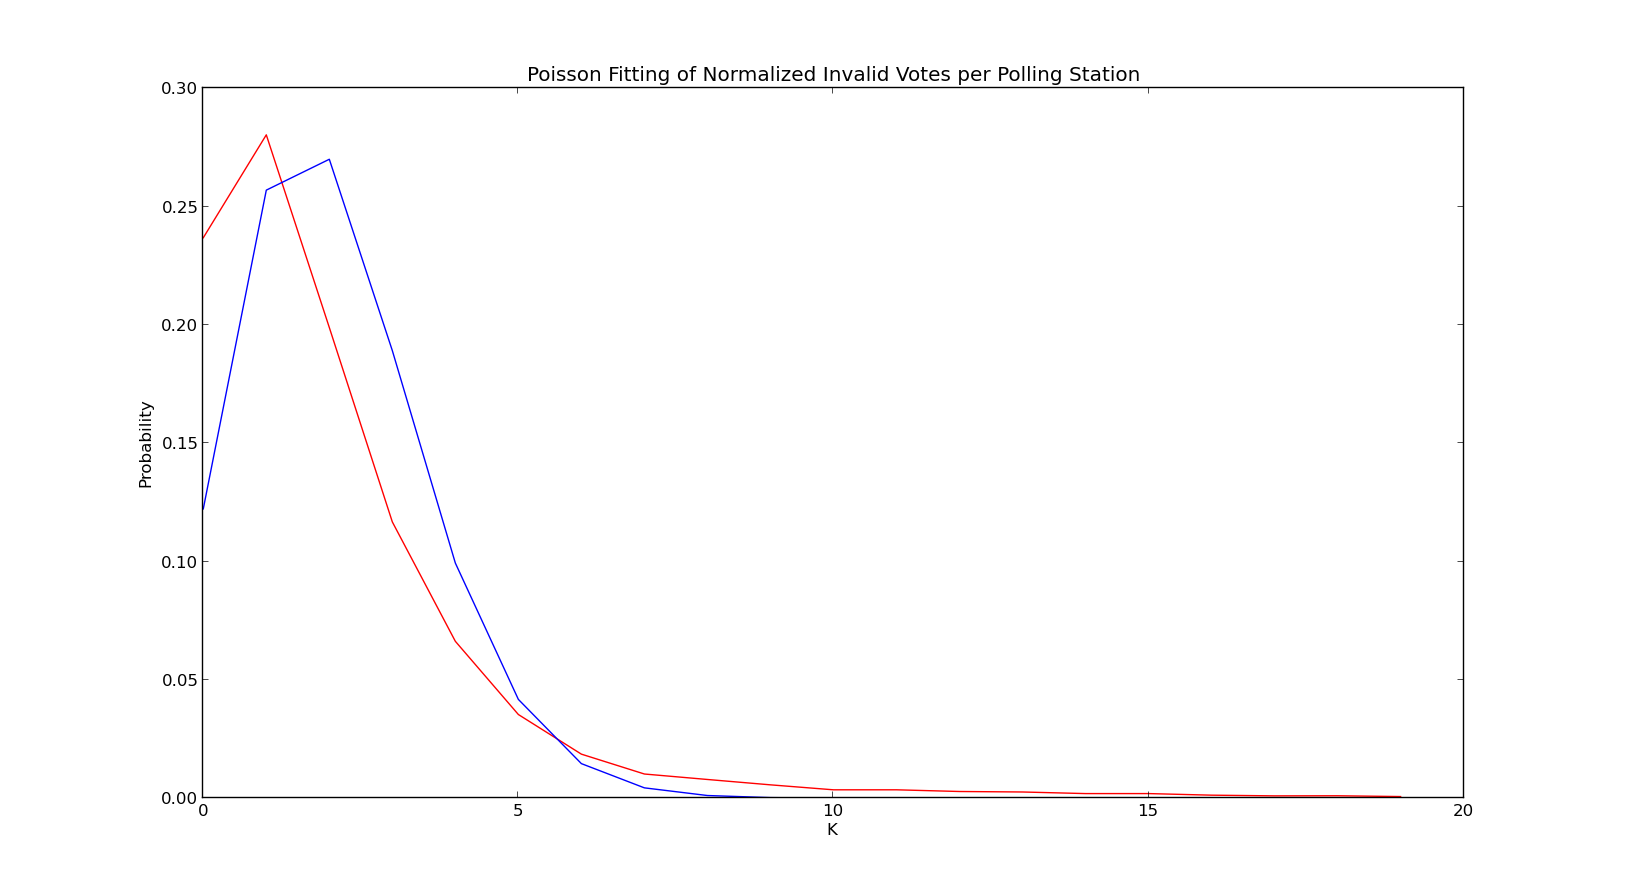 Poisson Fitting of Normalized Invalid Votes per Polling Station
0.30
0.25
0.20
0.15
0.10
0.05
0.00
Probability
0 5 10 15 20
K